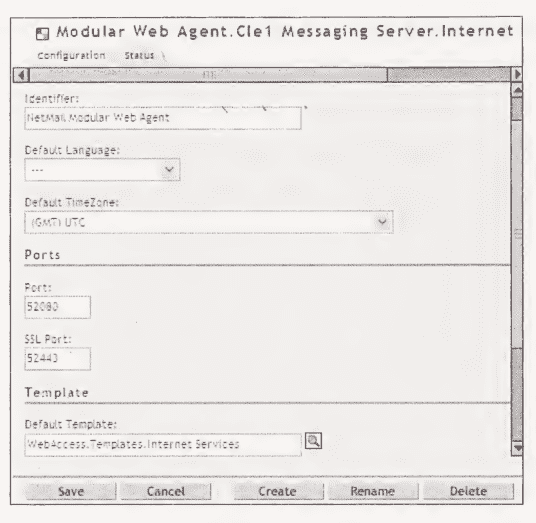 Modular Web Agent.Cle1 Messaging Server.Internet
Configuration Status
Identifier:
NetMail Modular Web Agent
Default Language:
---
Default TimeZone:
(GMT) UTC
Ports
Port:
52080
SSL Port:
52443
Template
Default Template:
WebAccess.Templates.Internet Services
Save Cancel Create Rename Delete